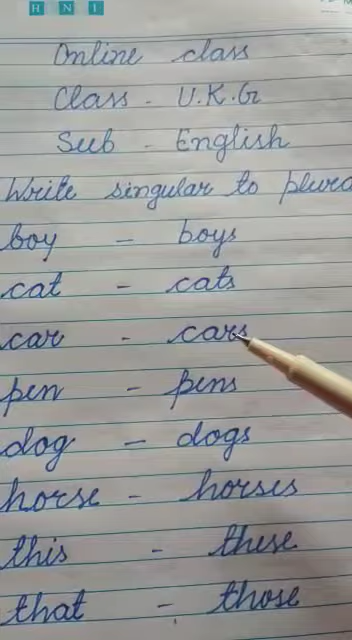 H N I
Online class
Class - U.K.G
Sub - English
Write singular to plura
boy - boys
cat - cats
car - cars
pen - pens
dog - dogs
horse - horses
this - these
that - those